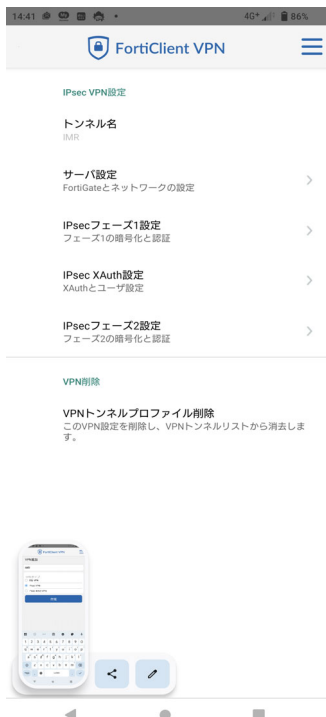 14:41
4G+ 86%
FortiClient VPN
IPsec VPN設定
トンネル名
IMR
サーバ設定
FortiGateとネットワークの設定
IPsecフェーズ1設定
フェーズ1の暗号化と認証
IPsec XAuth設定
XAuthとユーザ設定
IPsecフェーズ2設定
フェーズ2の暗号化と認証
VPN削除
VPNトンネルプロファイル削除
このVPN設定を削除し、VPNトンネルリストから消去しま
す。
FortiClient VPN